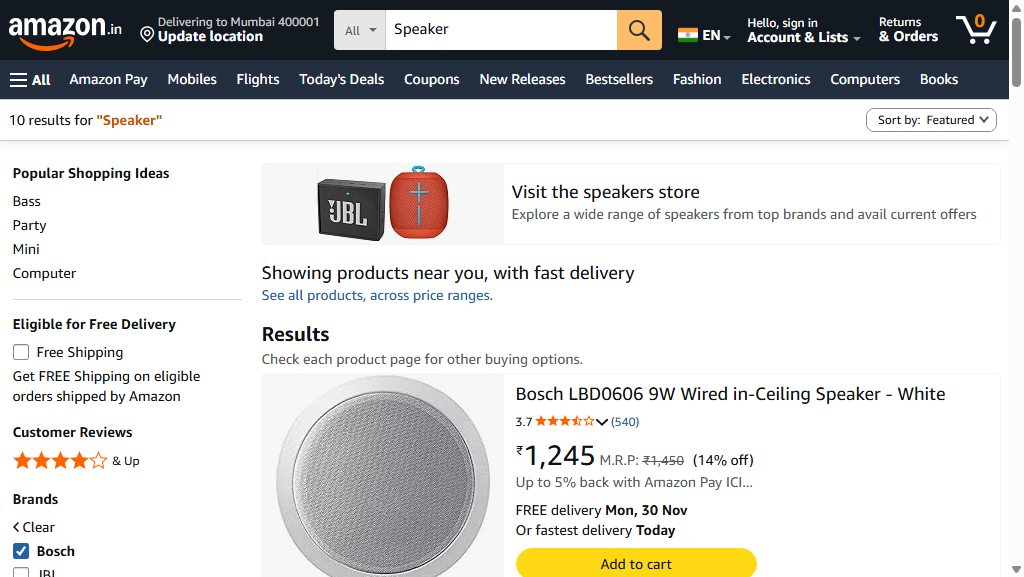 amazon.in
Delivering to Mumbai 400001
Update location
All
Speaker
EN
Hello, sign in
Account & Lists
Returns
& Orders
0
All
Amazon Pay
Mobiles
Flights
Today's Deals
Coupons
New Releases
Bestsellers
Fashion
Electronics
Computers
Books
10 results for "Speaker"
Sort by: Featured
Popular Shopping Ideas
Bass
Party
Mini
Computer
Eligible for Free Delivery
Free Shipping
Get FREE Shipping on eligible
orders shipped by Amazon
Customer Reviews
& Up
Brands
Clear
Bosch
JBL
JBL
Visit the speakers store
Explore a wide range of speakers from top brands and avail current offers
Showing products near you, with fast delivery
See all products, across price ranges.
Results
Check each product page for other buying options.
Bosch LBD0606 9W Wired in-Ceiling Speaker - White
3.7 (540)
₹1,245 M.R.P: ₹1,450 (14% off)
Up to 5% back with Amazon Pay ICI...
FREE delivery Mon, 30 Nov
Or fastest delivery Today
Add to cart